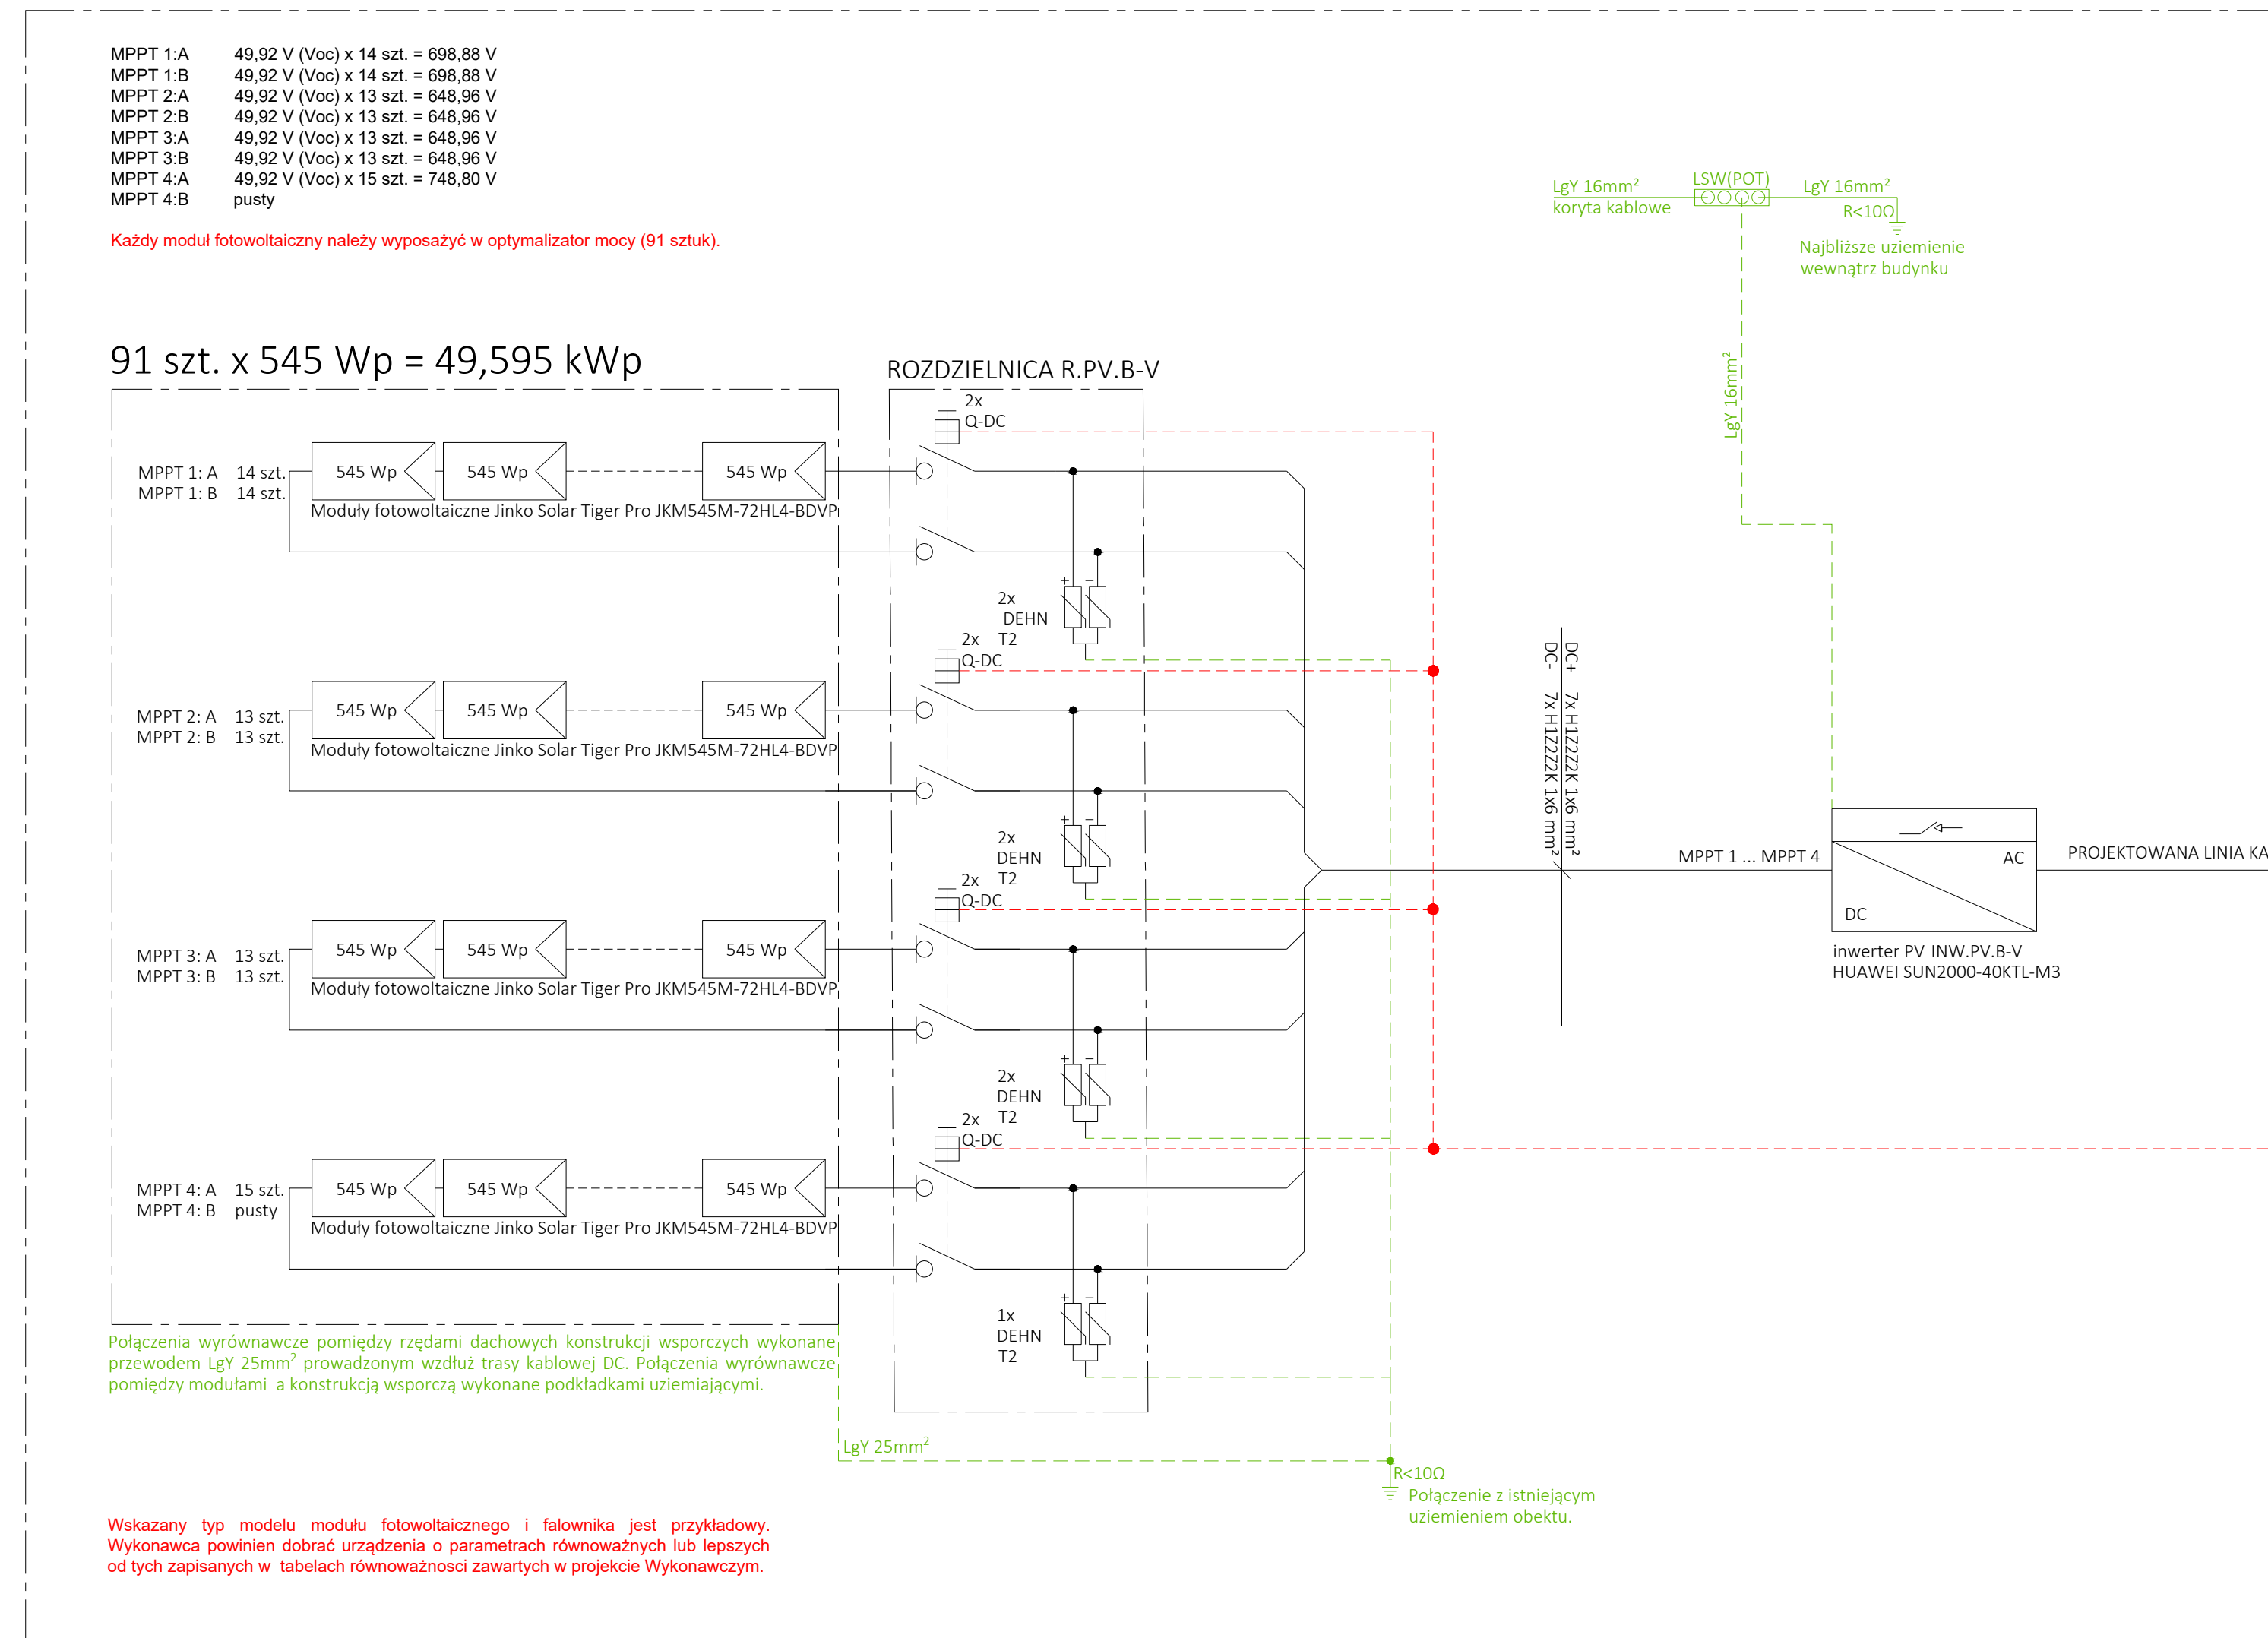 MPPT 1:A 49,92 V (Voc) x 14 szt. = 698,88 V
MPPT 1:B 49,92 V (Voc) x 14 szt. = 698,88 V
MPPT 2:A 49,92 V (Voc) x 13 szt. = 648,96 V
MPPT 2:B 49,92 V (Voc) x 13 szt. = 648,96 V
MPPT 3:A 49,92 V (Voc) x 13 szt. = 648,96 V
MPPT 3:B 49,92 V (Voc) x 13 szt. = 648,96 V
MPPT 4:A 49,92 V (Voc) x 15 szt. = 748,80 V
MPPT 4:B pusty
Każdy moduł fotowoltaiczny należy wyposażyć w optymalizator mocy (91 sztuk).
LgY 16mm²
koryta kablowe
LSW(POT)
LgY 16mm²
R<10Ω
Najbliższe uziemienie
wewnątrz budynku
LgY 16mm²
91 szt. x 545 Wp = 49,595 kWp
ROZDZIELNICA R.PV.B-V
2x
Q-DC
MPPT 1: A 14 szt.
MPPT 1: B 14 szt.
545 Wp 545 Wp 545 Wp
Moduły fotowoltaiczne Jinko Solar Tiger Pro JKM545M-72HL4-BDVP
+ −
2x
DEHN
T2
2x
Q-DC
MPPT 2: A 13 szt.
MPPT 2: B 13 szt.
545 Wp 545 Wp 545 Wp
Moduły fotowoltaiczne Jinko Solar Tiger Pro JKM545M-72HL4-BDVP
+ −
2x
DEHN
T2
2x
Q-DC
MPPT 3: A 13 szt.
MPPT 3: B 13 szt.
545 Wp 545 Wp 545 Wp
Moduły fotowoltaiczne Jinko Solar Tiger Pro JKM545M-72HL4-BDVP
+ −
2x
DEHN
T2
2x
Q-DC
MPPT 4: A 15 szt.
MPPT 4: B pusty
545 Wp 545 Wp 545 Wp
Moduły fotowoltaiczne Jinko Solar Tiger Pro JKM545M-72HL4-BDVP
+ −
1x
DEHN
T2
DC+ 7x H1Z2Z2K 1x6 mm²
DC- 7x H1Z2Z2K 1x6 mm²
MPPT 1 ... MPPT 4
AC
DC
PROJEKTOWANA LINIA KA
inwerter PV INW.PV.B-V
HUAWEI SUN2000-40KTL-M3
Połączenia wyrównawcze pomiędzy rzędami dachowych konstrukcji wsporczych wykonane
przewodem LgY 25mm² prowadzonym wzdłuż trasy kablowej DC. Połączenia wyrównawcze
pomiędzy modułami a konstrukcją wsporczą wykonane podkładkami uziemiającymi.
LgY 25mm²
R<10Ω
Połączenie z istniejącym
uziemieniem obektu.
Wskazany typ modelu modułu fotowoltaicznego i falownika jest przykładowy.
Wykonawca powinien dobrać urządzenia o parametrach równoważnych lub lepszych
od tych zapisanych w tabelach równoważnosci zawartych w projekcie Wykonawczym.